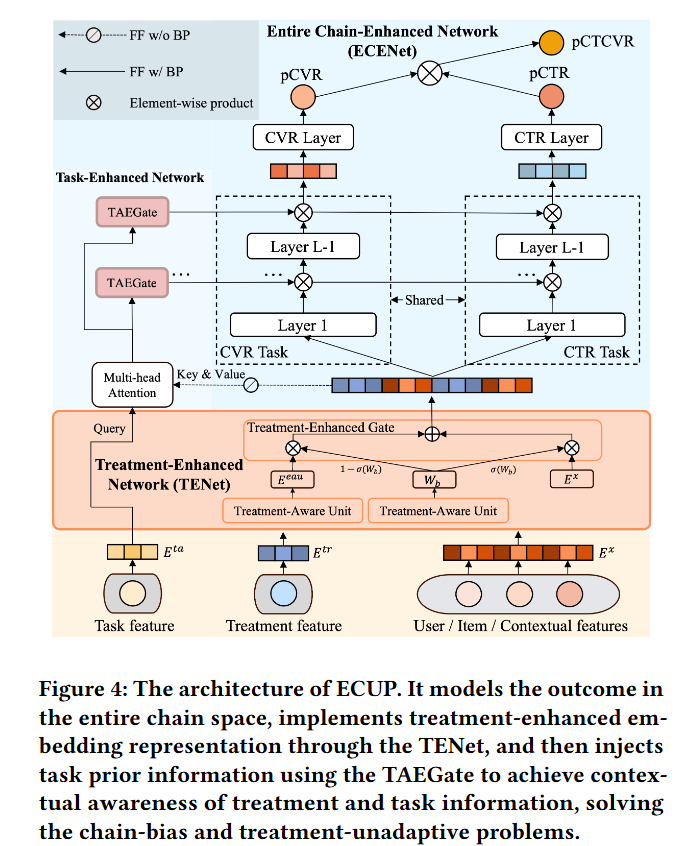 FF w/o BP
FF w/ BP
Element-wise product
Entire Chain-Enhanced Network
(ECENet)
pCTCVR
pCVR
pCTR
CVR Layer
CTR Layer
Task-Enhanced Network
TAEGate
Layer L-1
Layer L-1
TAEGate
...
...
...
Shared
Layer 1
Layer 1
CVR Task
CTR Task
Multi-head
Attention
Key & Value
Query
Treatment-Enhanced Gate
Treatment-Enhanced
Network (TENet)
1 − σ(W_b)
σ(W_b)
E^{eau}
W_b
E^x
Treatment-Aware Unit
Treatment-Aware Unit
E^{ta}
E^{tr}
E^x
Task feature
Treatment feature
User / Item / Contextual features
Figure 4: The architecture of ECUP. It models the outcome in
the entire chain space, implements treatment-enhanced em-
bedding representation through the TENet, and then injects
task prior information using the TAEGate to achieve contex-
tual awareness of treatment and task information, solving
the chain-bias and treatment-unadaptive problems.